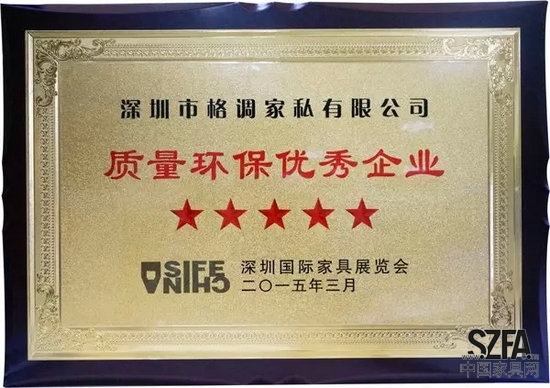 深圳市格调家私有限公司
质量环保优秀企业
SIFE
CHINA
深圳国际家具展览会
二〇一五年三月
SZFA
中国家具网